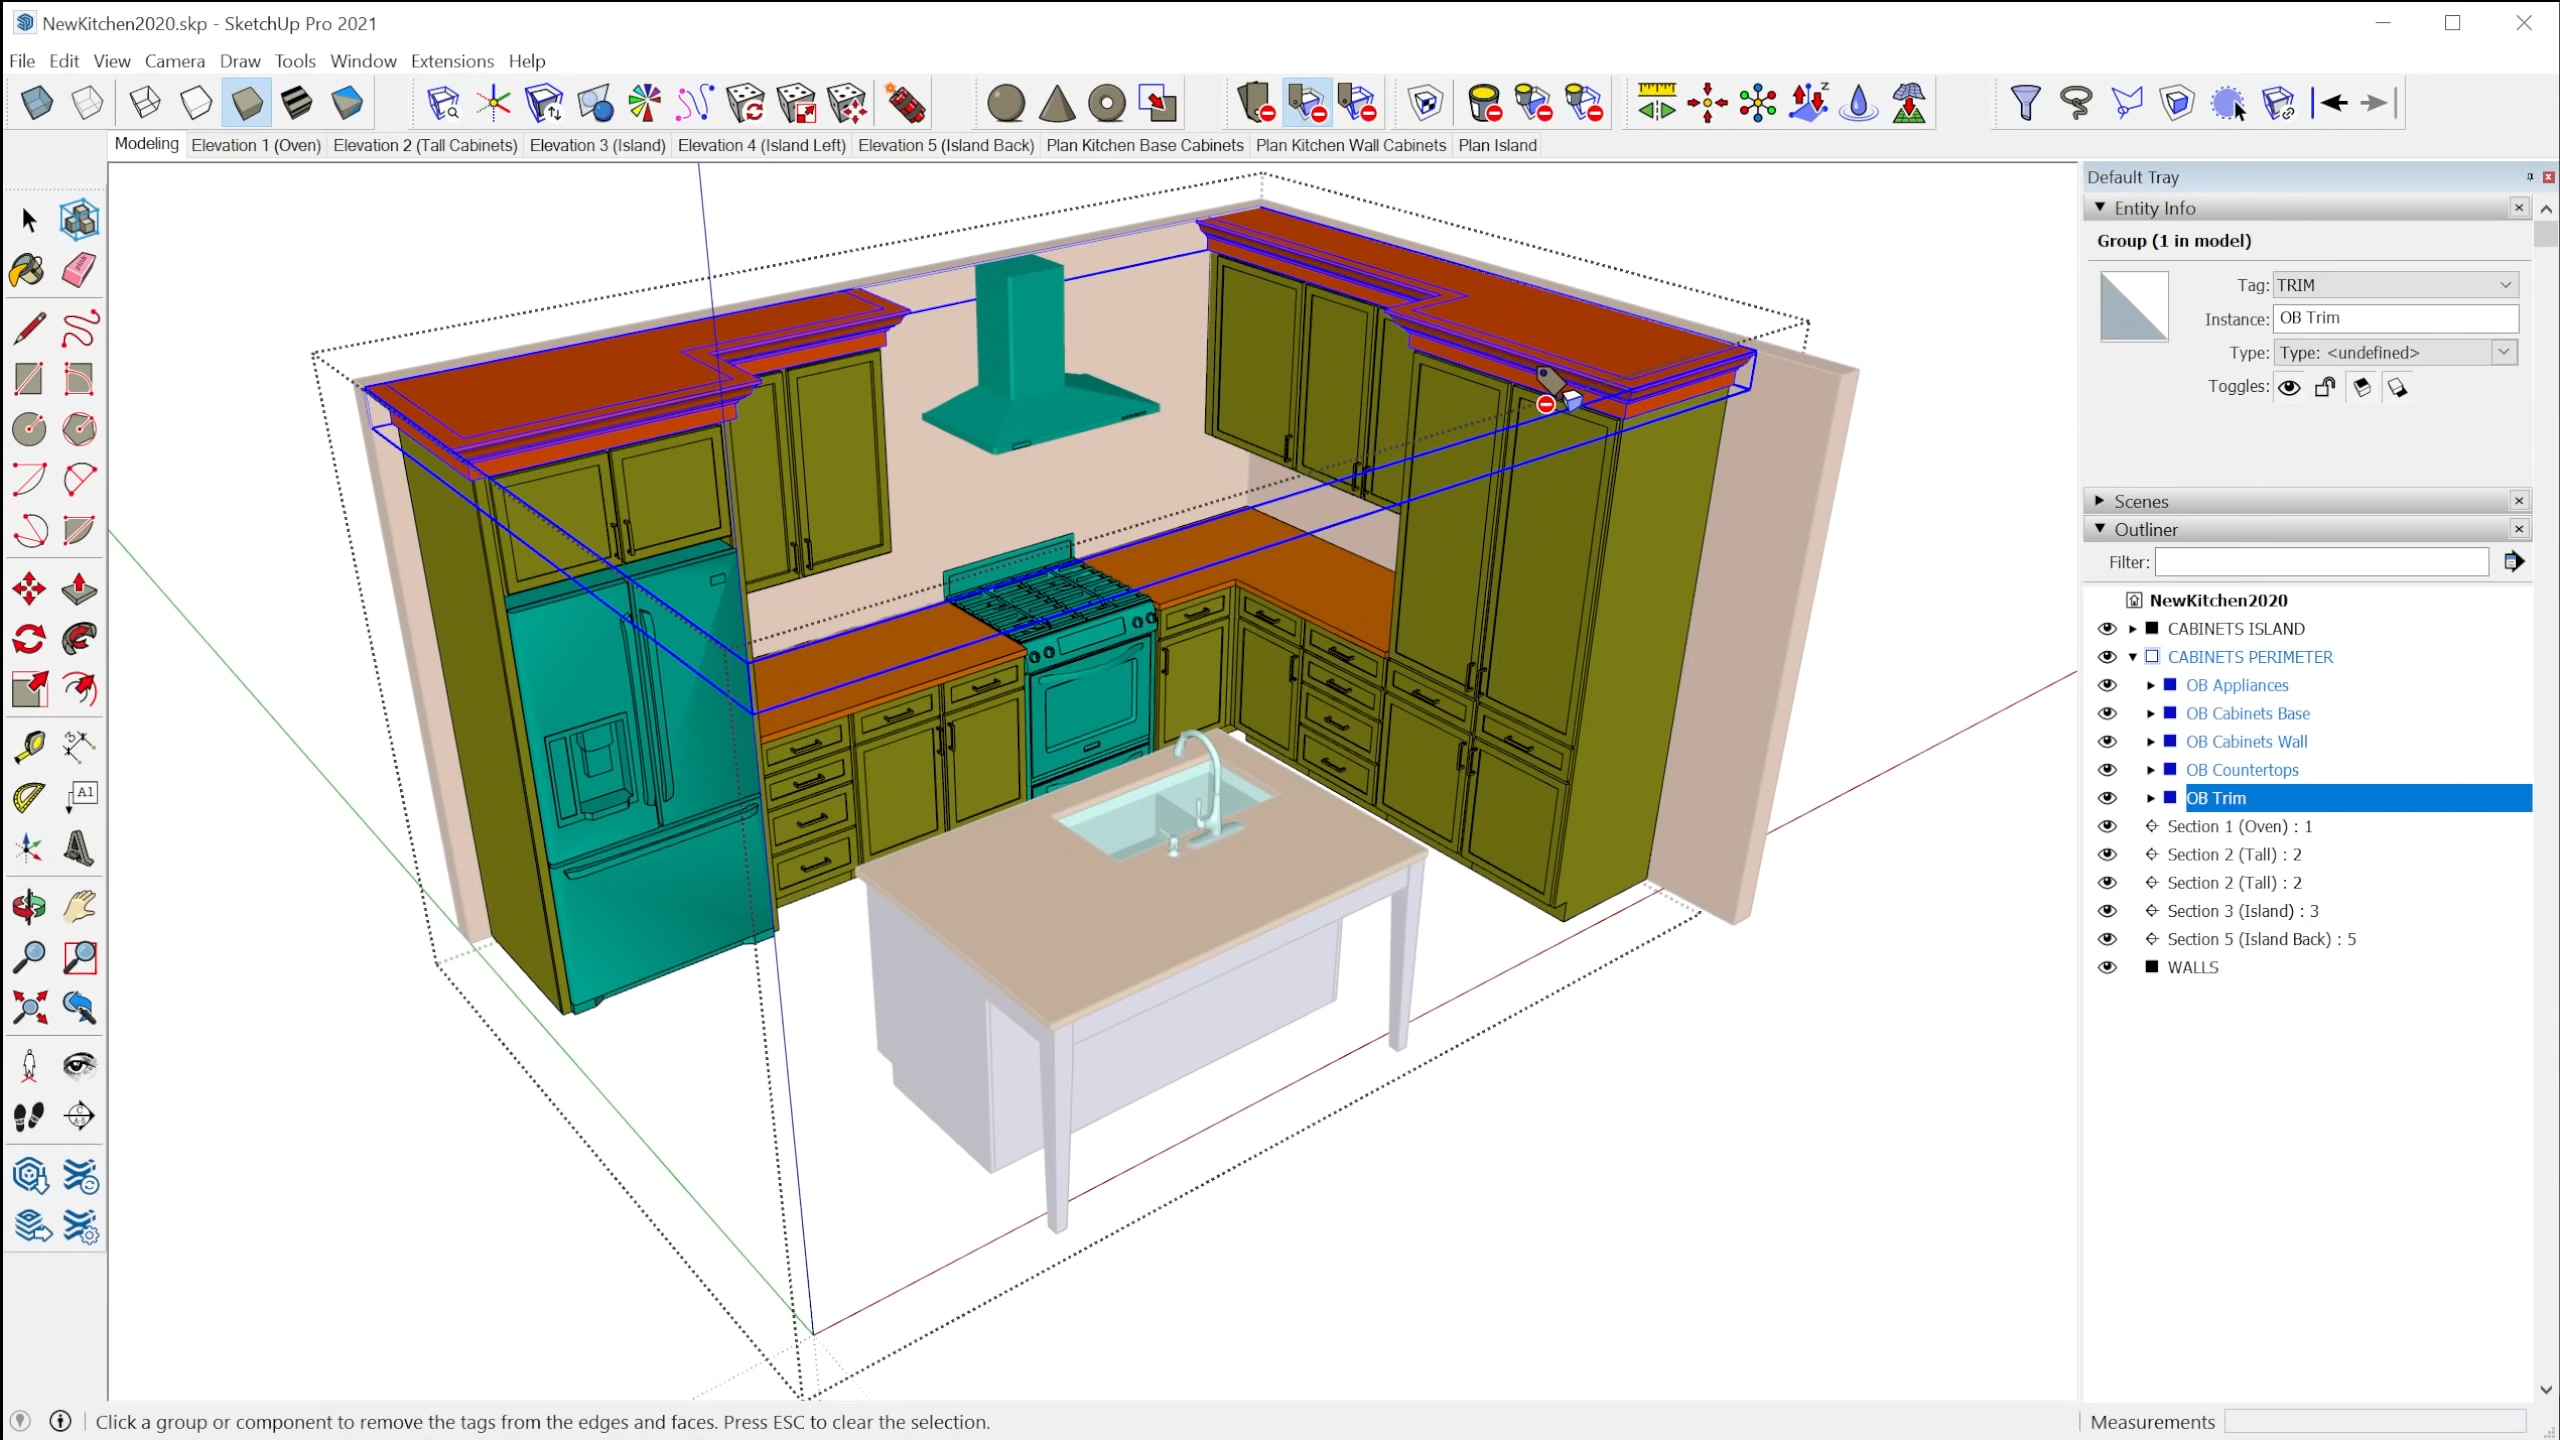 NewKitchen2020.skp - SketchUp Pro 2021
File Edit View Camera Draw Tools Window Extensions Help
Modeling Elevation 1 (Oven) Elevation 2 (Tall Cabinets) Elevation 3 (Island) Elevation 4 (Island Left) Elevation 5 (Island Back) Plan Kitchen Base Cabinets Plan Kitchen Wall Cabinets Plan Island
Default Tray
Entity Info
Group (1 in model)
Tag: TRIM
Instance: OB Trim
Type: Type: <undefined>
Toggles:
Scenes
Outliner
Filter:
NewKitchen2020
CABINETS ISLAND
CABINETS PERIMETER
OB Appliances
OB Cabinets Base
OB Cabinets Wall
OB Countertops
OB Trim
Section 1 (Oven) : 1
Section 2 (Tall) : 2
Section 2 (Tall) : 2
Section 3 (Island) : 3
Section 5 (Island Back) : 5
WALLS
A1
Click a group or component to remove the tags from the edges and faces. Press ESC to clear the selection.
Measurements